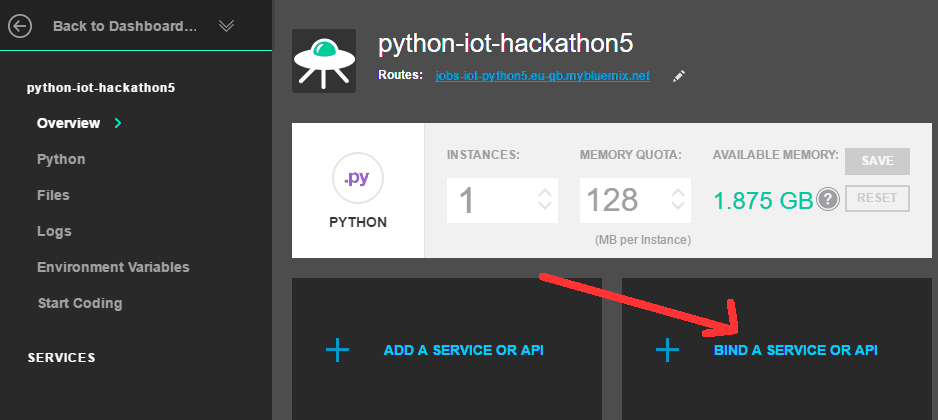 Back to Dashboard...
python-iot-hackathon5
Overview
Python
Files
Logs
Environment Variables
Start Coding
SERVICES
python-iot-hackathon5
Routes: jobs-iot-python5.eu-gb.mybluemix.net
.py
PYTHON
INSTANCES:
1
MEMORY QUOTA:
128
(MB per Instance)
AVAILABLE MEMORY:
1.875 GB ?
SAVE
RESET
ADD A SERVICE OR API
BIND A SERVICE OR API